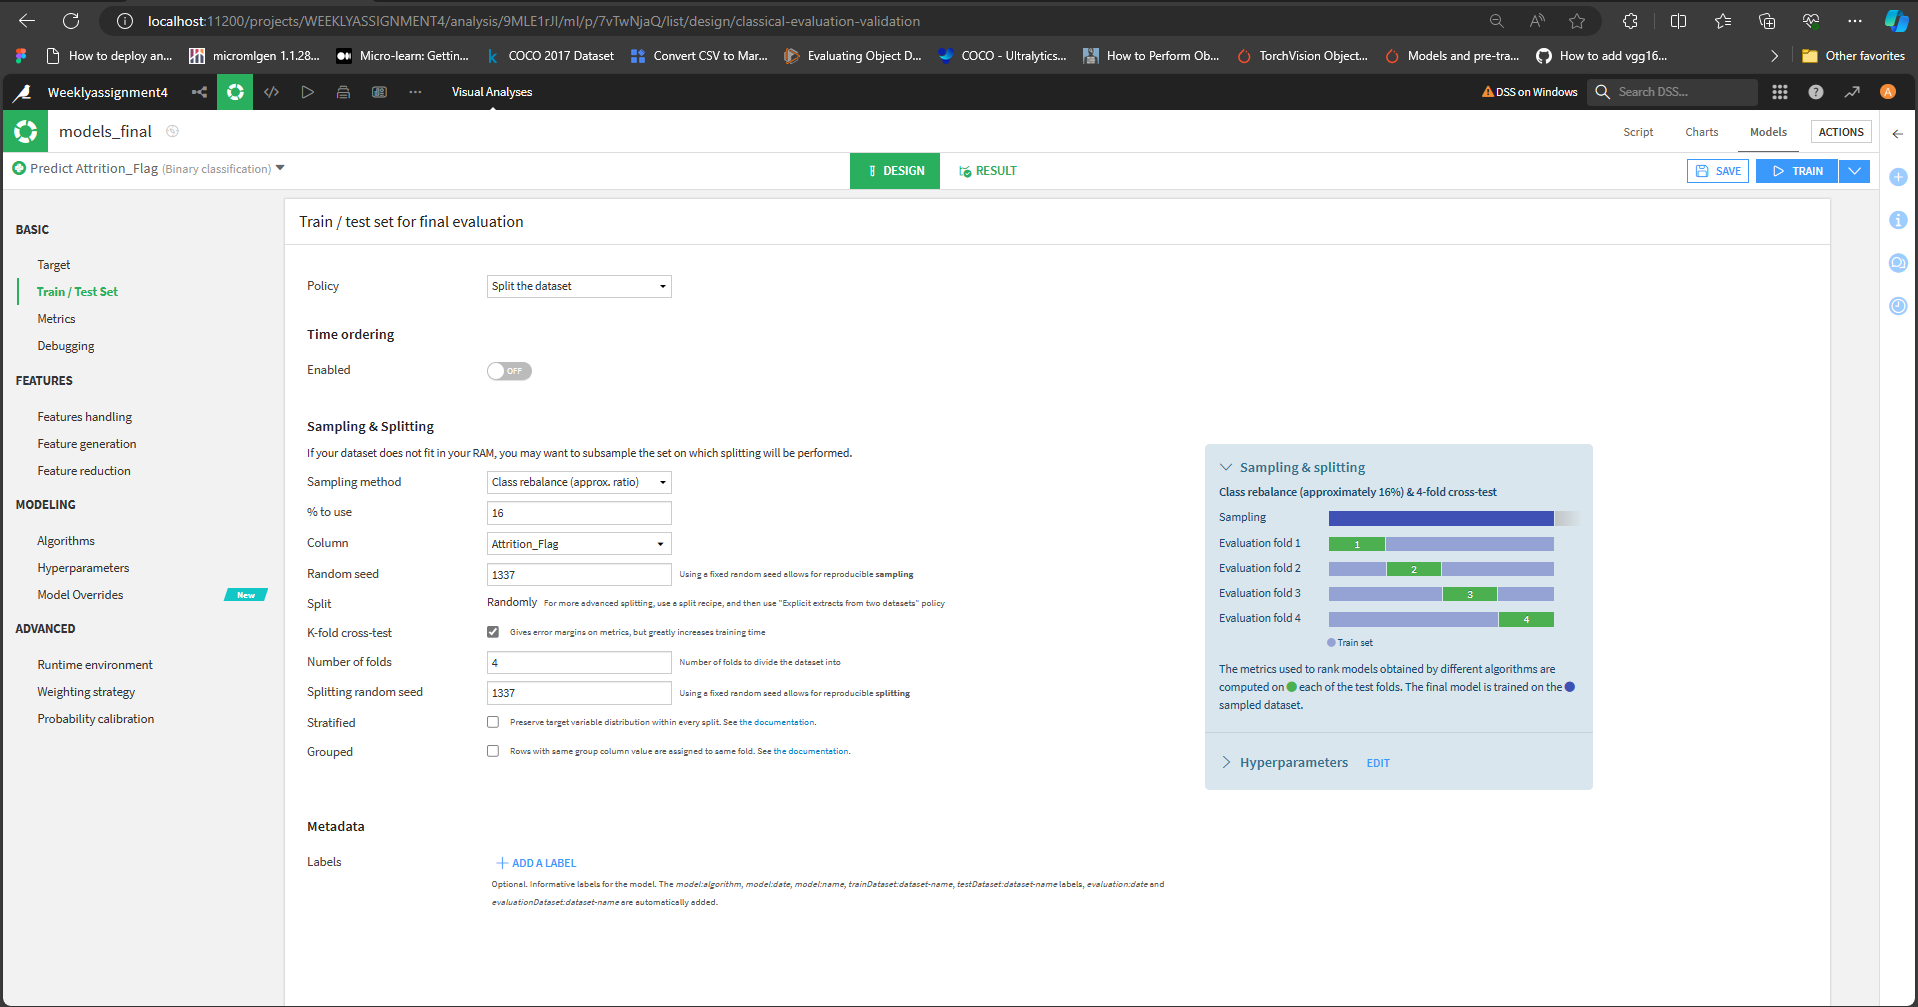 localhost:11200/projects/WEEKLYASSIGNMENT4/analysis/9MLE1rJI/ml/p/7vTwNjaQ/list/design/classical-evaluation-validation
How to deploy an... micromlgen 1.1.28... Micro-learn: Gettin... COCO 2017 Dataset Convert CSV to Mar... Evaluating Object D... COCO - Ultralytics... How to Perform Ob... TorchVision Object... Models and pre-tra... How to add vgg16... Other favorites
Weeklyassignment4 Visual Analyses DSS on Windows Search DSS... A
models_final Script Charts Models ACTIONS
Predict Attrition_Flag (Binary classification) DESIGN RESULT SAVE TRAIN
BASIC
Target
Train / Test Set
Metrics
Debugging
FEATURES
Features handling
Feature generation
Feature reduction
MODELING
Algorithms
Hyperparameters
Model Overrides New
ADVANCED
Runtime environment
Weighting strategy
Probability calibration
Train / test set for final evaluation
Policy Split the dataset
Time ordering
Enabled OFF
Sampling & Splitting
If your dataset does not fit in your RAM, you may want to subsample the set on which splitting will be performed.
Sampling method Class rebalance (approx. ratio)
% to use 16
Column Attrition_Flag
Random seed 1337 Using a fixed random seed allows for reproducible sampling
Split Randomly For more advanced splitting, use a split recipe, and then use "Explicit extracts from two datasets" policy
K-fold cross-test Gives error margins on metrics, but greatly increases training time
Number of folds 4 Number of folds to divide the dataset into
Splitting random seed 1337 Using a fixed random seed allows for reproducible splitting
Stratified Preserve target variable distribution within every split. See the documentation.
Grouped Rows with same group column value are assigned to same fold. See the documentation.
Metadata
Labels ADD A LABEL
Optional. Informative labels for the model. The model:algorithm, model:date, model:name, trainDataset:dataset-name, testDataset:dataset-name labels, evaluation:date and
evaluationDataset:dataset-name are automatically added.
Sampling & splitting
Class rebalance (approximately 16%) & 4-fold cross-test
Sampling
Evaluation fold 1 1
Evaluation fold 2 2
Evaluation fold 3 3
Evaluation fold 4 4
Train set
The metrics used to rank models obtained by different algorithms are
computed on each of the test folds. The final model is trained on the
sampled dataset.
Hyperparameters EDIT